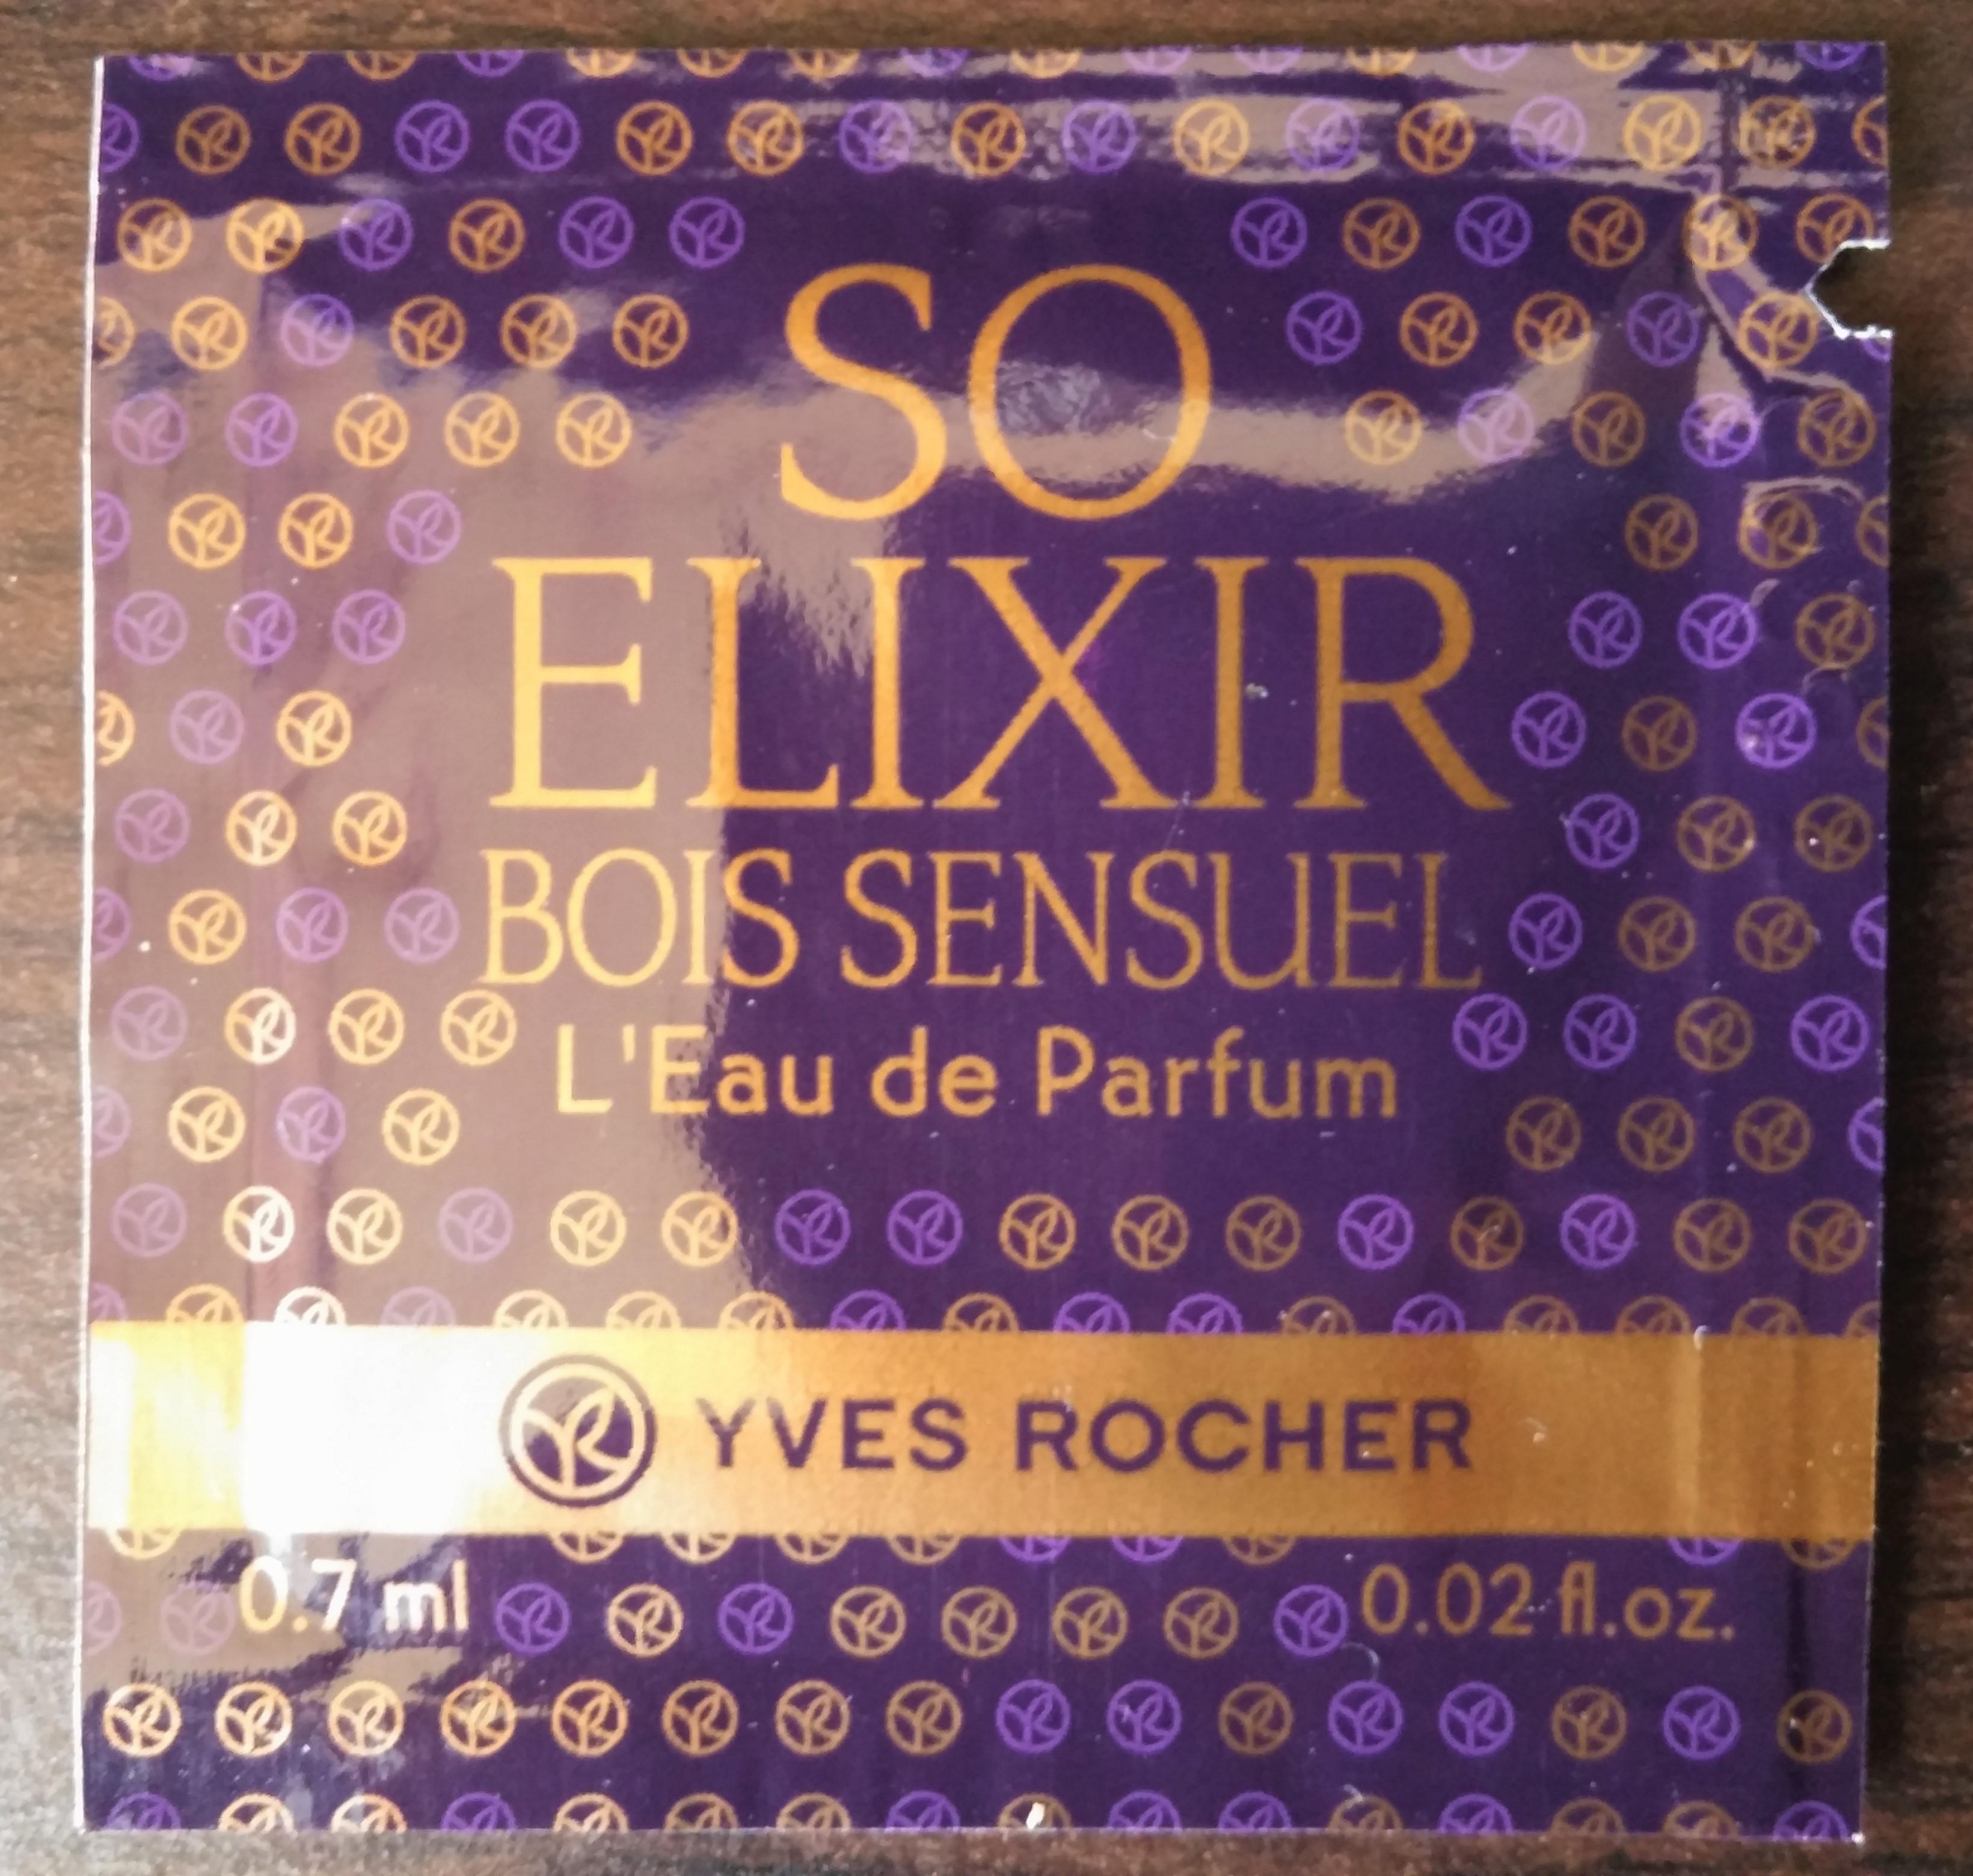 SO
ELIXIR
BOIS SENSUEL
L'Eau de Parfum
YVES ROCHER
0.7 ml 0.02 fl.oz.